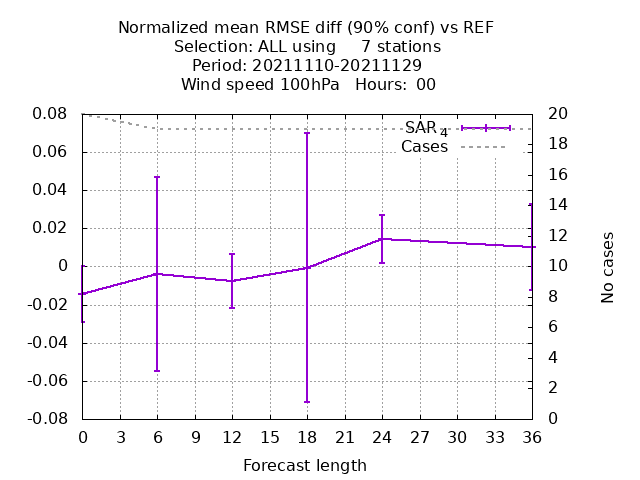 Normalized mean RMSE diff (90% conf) vs REF
Selection: ALL using     7 stations
Period: 20211110-20211129
Wind speed 100hPa   Hours:  00
0.08
0.06
0.04
0.02
0
-0.02
-0.04
-0.06
-0.08
SAR4
Cases
20
18
16
14
12
10
8
6
4
2
0
No cases
0 3 6 9 12 15 18 21 24 27 30 33 36
Forecast length